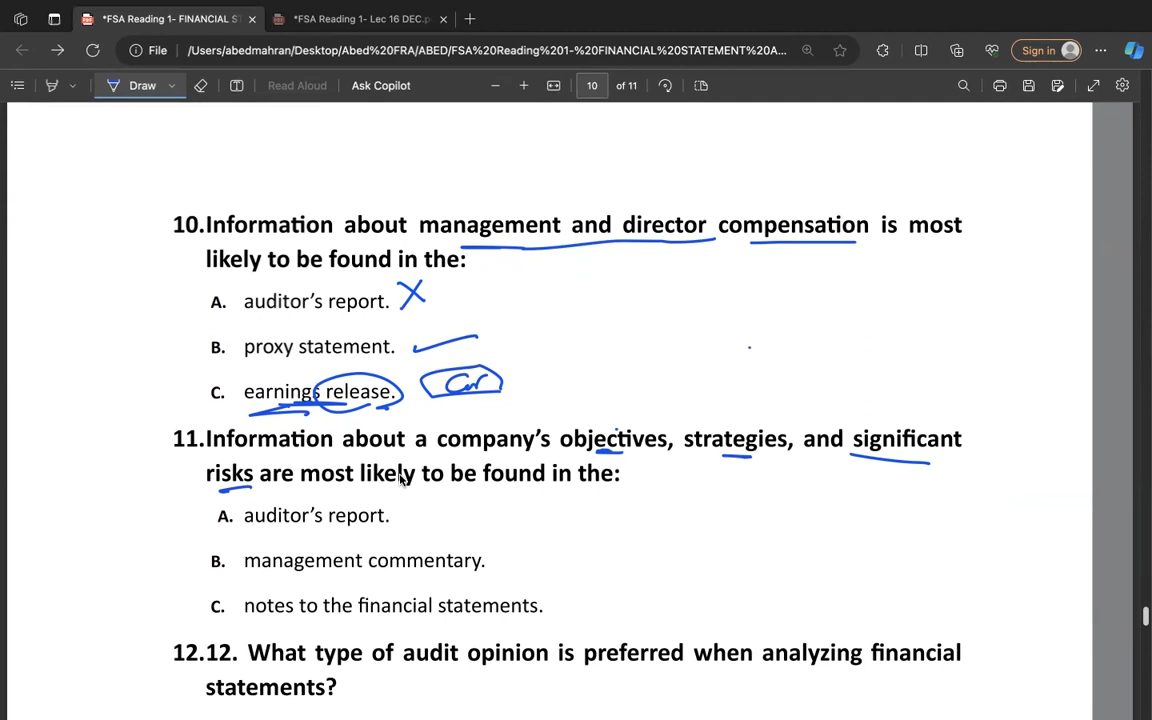 *FSA Reading 1- FINANCIAL ST
*FSA Reading 1- Lec 16 DEC.p
File /Users/abedmahran/Desktop/Abed%20FRA/ABED/FSA%20Reading%201-%20FINANCIAL%20STATEMENT%20A... Sign in
Draw Read Aloud Ask Copilot 10 of 11
10.Information about management and director compensation is most
likely to be found in the:
A. auditor's report.
B. proxy statement.
C. earnings release.
11.Information about a company's objectives, strategies, and significant
risks are most likely to be found in the:
A. auditor's report.
B. management commentary.
C. notes to the financial statements.
12.12. What type of audit opinion is preferred when analyzing financial
statements?